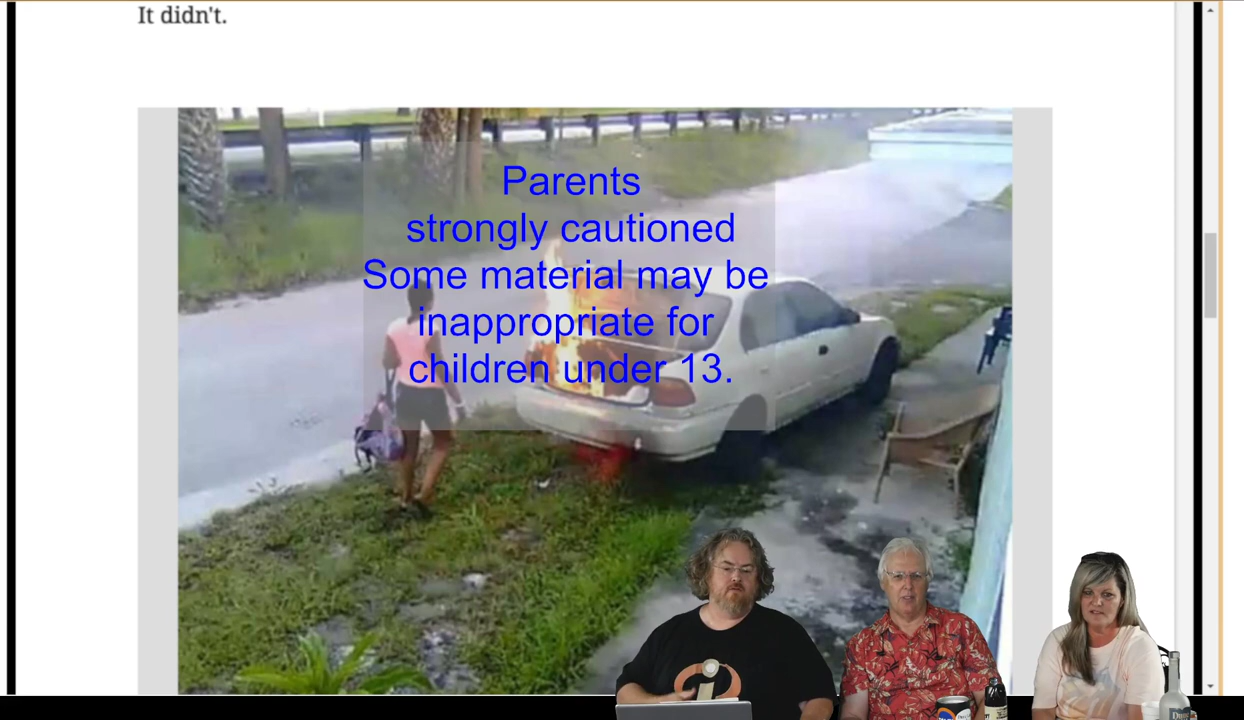 It didn't.
Parents
strongly cautioned
Some material may be
inappropriate for
children under 13.